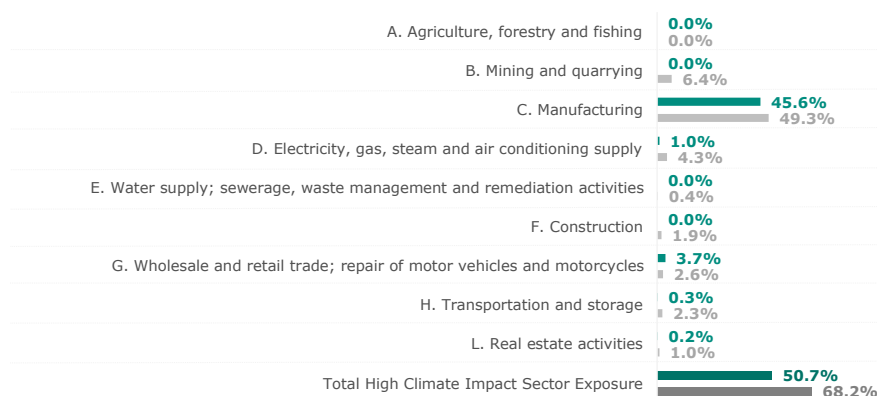 A. Agriculture, forestry and fishing
0.0%
0.0%
B. Mining and quarrying
0.0%
6.4%
C. Manufacturing
45.6%
49.3%
D. Electricity, gas, steam and air conditioning supply
1.0%
4.3%
E. Water supply; sewerage, waste management and remediation activities
0.0%
0.4%
F. Construction
0.0%
1.9%
G. Wholesale and retail trade; repair of motor vehicles and motorcycles
3.7%
2.6%
H. Transportation and storage
0.3%
2.3%
L. Real estate activities
0.2%
1.0%
Total High Climate Impact Sector Exposure
50.7%
68.2%